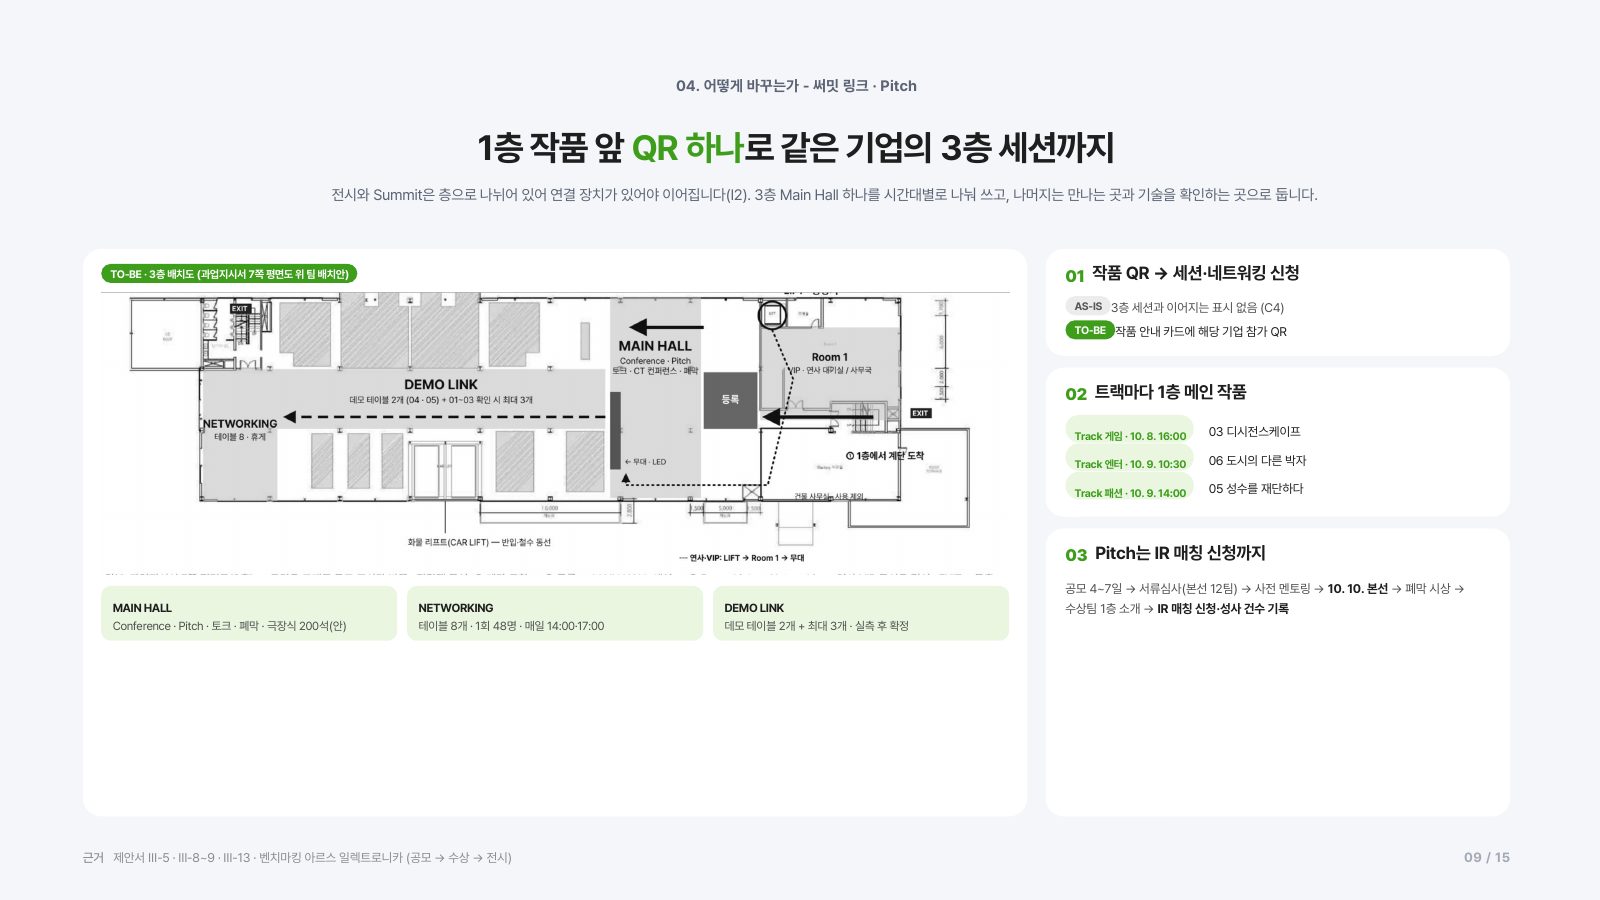 04. 어떻게 바꾸는가 - 써밋 링크 · Pitch
1층 작품 앞 QR 하나로 같은 기업의 3층 세션까지
전시와 Summit은 층으로 나뉘어 있어 연결 장치가 있어야 이어집니다(I2). 3층 Main Hall 하나를 시간대별로 나눠 쓰고, 나머지는 만나는 곳과 기술을 확인하는 곳으로 둡니다.
TO-BE · 3층 배치도 (과업지시서 7쪽 평면도 위 팀 배치안)
EXIT
MAIN HALL
Conference · Pitch
토크 · CT 컨퍼런스 · 폐막
Room 1
VIP · 연사 대기실 / 사무국
DEMO LINK
데모 테이블 2개 (04 · 05) + 01~03 확인 시 최대 3개
등록
EXIT
NETWORKING
테이블 8 · 휴게
← 무대 · LED
① 1층에서 계단 도착
건물 사무실 · 사용 제외
10,000
2,800
1,500
5,000
1,500
화물 리프트(CAR LIFT) — 반입·철수 동선
--- 연사·VIP: LIFT → Room 1 → 무대
MAIN HALL
Conference · Pitch · 토크 · 폐막 · 극장식 200석(안)
NETWORKING
테이블 8개 · 1회 48명 · 매일 14:00-17:00
DEMO LINK
데모 테이블 2개 + 최대 3개 · 실측 후 확정
01 작품 QR → 세션·네트워킹 신청
AS-IS 3층 세션과 이어지는 표시 없음 (C4)
TO-BE 작품 안내 카드에 해당 기업 참가 QR
02 트랙마다 1층 메인 작품
Track 게임 · 10. 8. 16:00 03 디시전스케이프
Track 엔터 · 10. 9. 10:30 06 도시의 다른 박자
Track 패션 · 10. 9. 14:00 05 성수를 재단하다
03 Pitch는 IR 매칭 신청까지
공모 4~7일 → 서류심사(본선 12팀) → 사전 멘토링 → 10. 10. 본선 → 폐막 시상 →
수상팀 1층 소개 → IR 매칭 신청·성사 건수 기록
근거 제안서 III-5 · III-8~9 · III-13 · 벤치마킹 아르스 일렉트로니카 (공모 → 수상 → 전시)
09 / 15